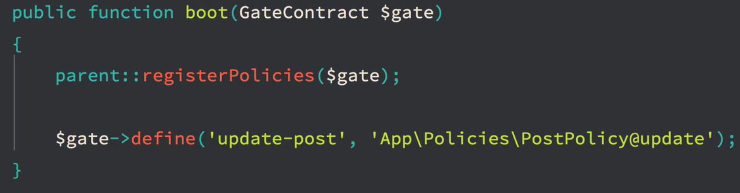 public function boot(GateContract $gate)
{
    parent::registerPolicies($gate);
    $gate->define('update-post', 'App\Policies\PostPolicy@update');
}